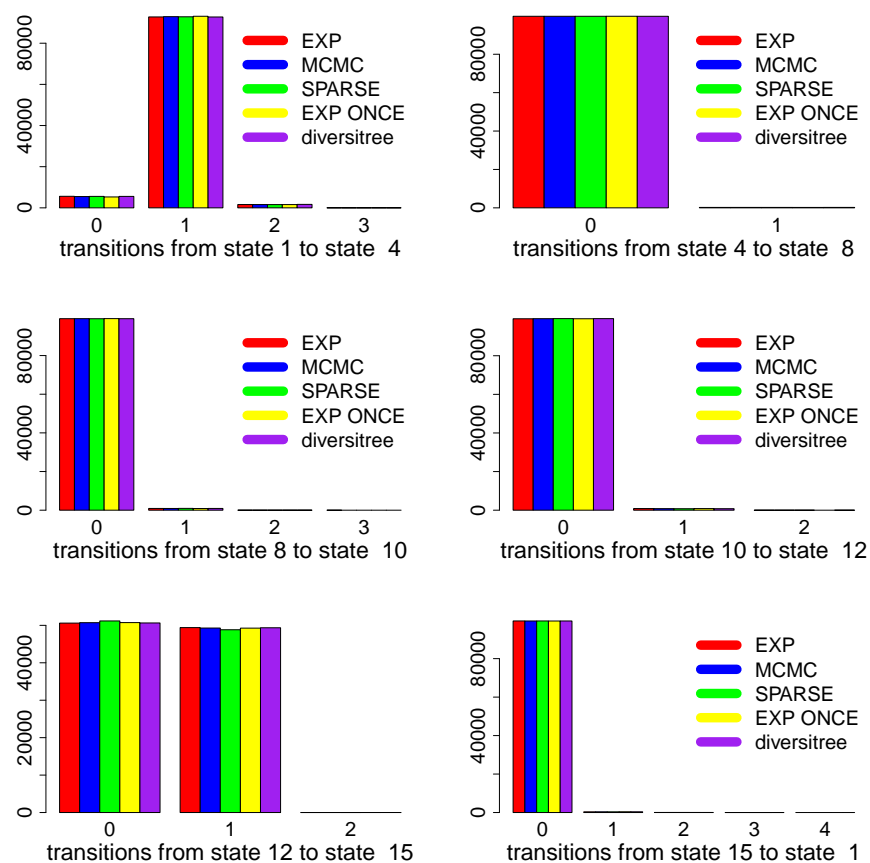 80000
40000
0
EXP
MCMC
SPARSE
EXP ONCE
diversitree
0 1 2 3
transitions from state 1 to state 4
80000
40000
0
EXP
MCMC
SPARSE
EXP ONCE
diversitree
0 1
transitions from state 4 to state 8
80000
40000
0
EXP
MCMC
SPARSE
EXP ONCE
diversitree
0 1 2 3
transitions from state 8 to state 10
80000
40000
0
EXP
MCMC
SPARSE
EXP ONCE
diversitree
0 1 2
transitions from state 10 to state 12
40000
20000
0
0 1 2
transitions from state 12 to state 15
80000
40000
0
EXP
MCMC
SPARSE
EXP ONCE
diversitree
0 1 2 3 4
transitions from state 15 to state 1